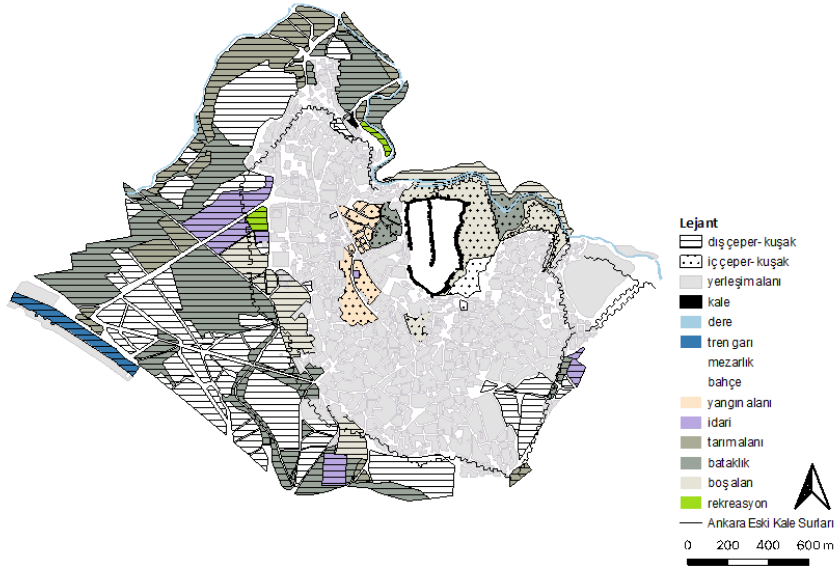 Lejant
dış çeper- kuşak
iç çeper- kuşak
yerleşim alanı
kale
dere
tren garı
mezarlık
bahçe
yangın alanı
idari
tarım alanı
bataklık
boş alan
rekreasyon
Ankara Eski Kale Surları
0 200 400 600 m